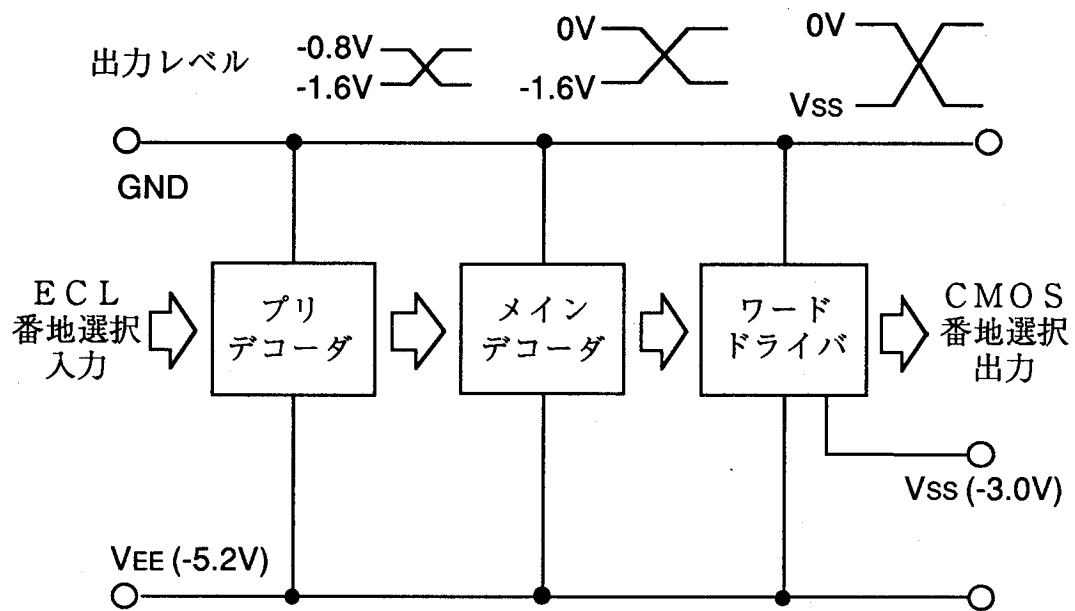 出力レベル
-0.8V
-1.6V
0V
-1.6V
0V
VSS
GND
ＥＣＬ
番地選択
入力
プリ
デコーダ
メイン
デコーダ
ワード
ドライバ
ＣＭＯＳ
番地選択
出力
VSS (-3.0V)
VEE (-5.2V)